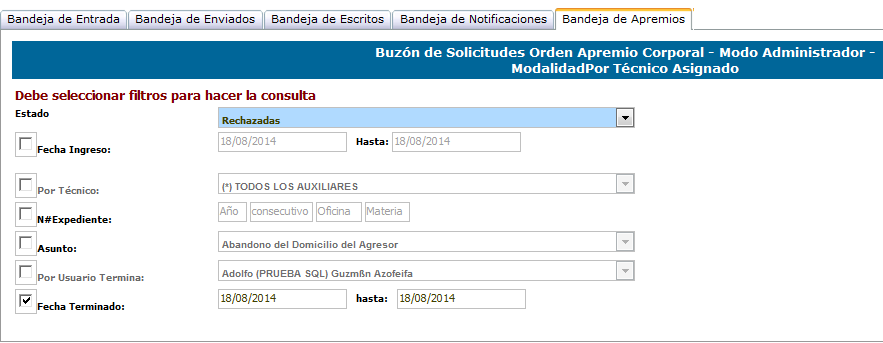 Bandeja de Entrada Bandeja de Enviados Bandeja de Escritos Bandeja de Notificaciones Bandeja de Apremios
Buzón de Solicitudes Orden Apremio Corporal - Modo Administrador -
ModalidadPor Técnico Asignado
Debe seleccionar filtros para hacer la consulta
Estado Rechazadas
Fecha Ingreso: 18/08/2014 Hasta: 18/08/2014
Por Técnico: (*) TODOS LOS AUXILIARES
N#Expediente: Año consecutivo Oficina Materia
Asunto: Abandono del Domicilio del Agresor
Por Usuario Termina: Adolfo (PRUEBA SQL) Guzmßn Azofeifa
Fecha Terminado: 18/08/2014 hasta: 18/08/2014